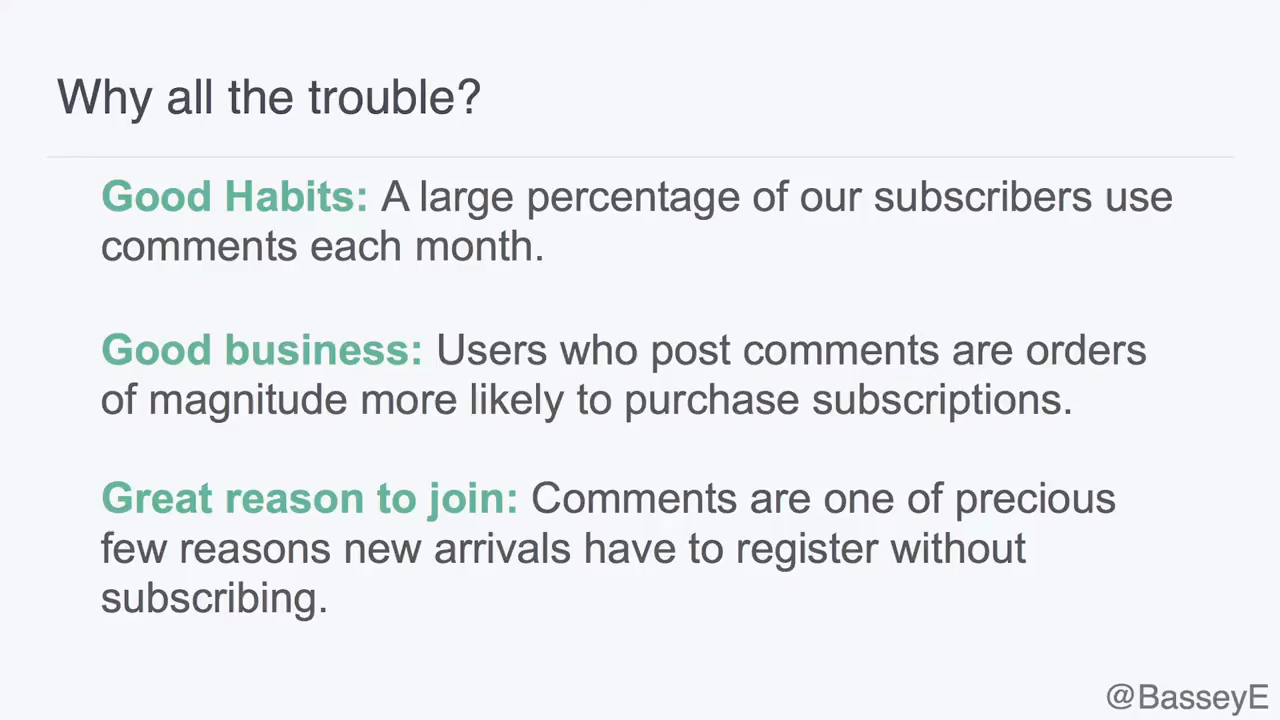 Why all the trouble?
Good Habits: A large percentage of our subscribers use
comments each month.
Good business: Users who post comments are orders
of magnitude more likely to purchase subscriptions.
Great reason to join: Comments are one of precious
few reasons new arrivals have to register without
subscribing.
@BasseyE